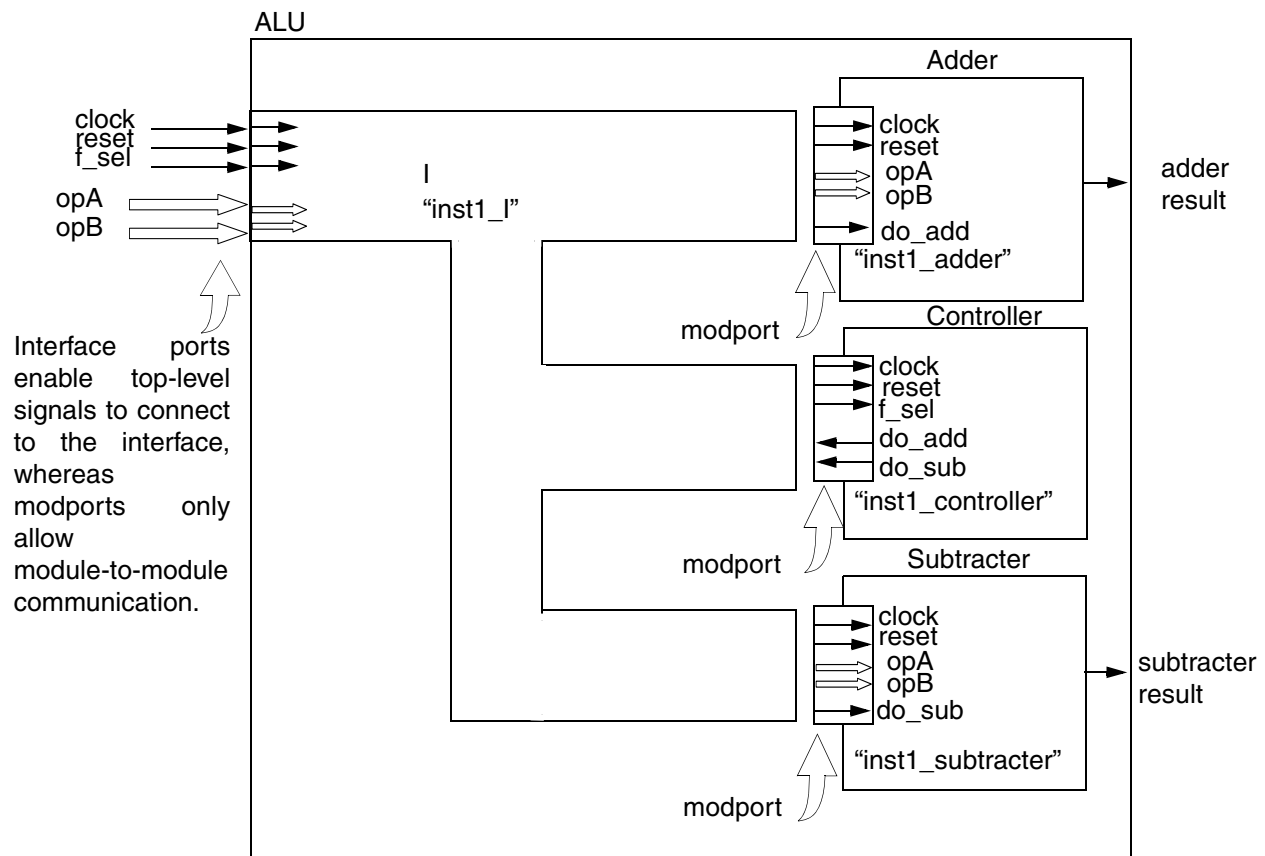 ALU
clock
reset
f_sel
opA
opB
I
“inst1_I”
Interface ports
enable top-level
signals to connect
to the interface,
whereas
modports only
allow
module-to-module
communication.
Adder
clock
reset
opA
opB
do_add
“inst1_adder”
modport
adder
result
Controller
clock
reset
f_sel
do_add
do_sub
“inst1_controller”
modport
Subtracter
clock
reset
opA
opB
do_sub
“inst1_subtracter”
modport
subtracter
result